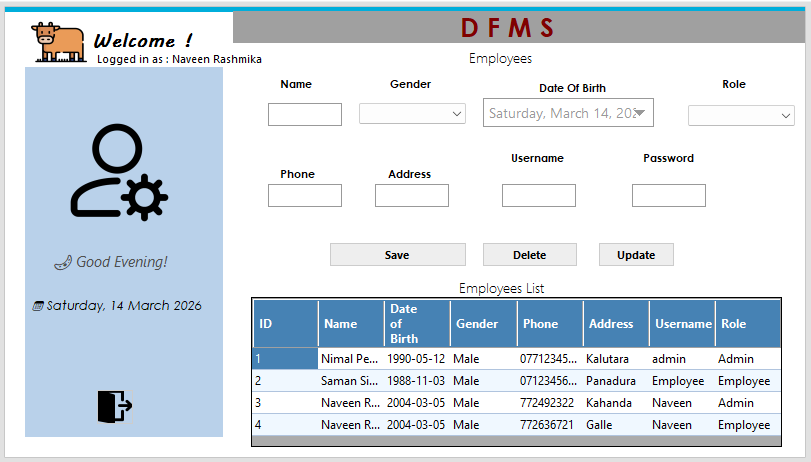 D F M S
Welcome !
Logged in as : Naveen Rashmika
Employees
Name Gender Date Of Birth Role
Saturday, March 14, 202
Phone Address Username Password
Good Evening!
Save Delete Update
Employees List
Saturday, 14 March 2026
ID Name Date of Birth Gender Phone Address Username Role
1 Nimal Pe... 1990-05-12 Male 07712345... Kalutara admin Admin
2 Saman Si... 1988-11-03 Male 07123456... Panadura Employee Employee
3 Naveen R... 2004-03-05 Male 772492322 Kahanda Naveen Admin
4 Naveen R... 2004-03-05 Male 772636721 Galle Naveen Employee